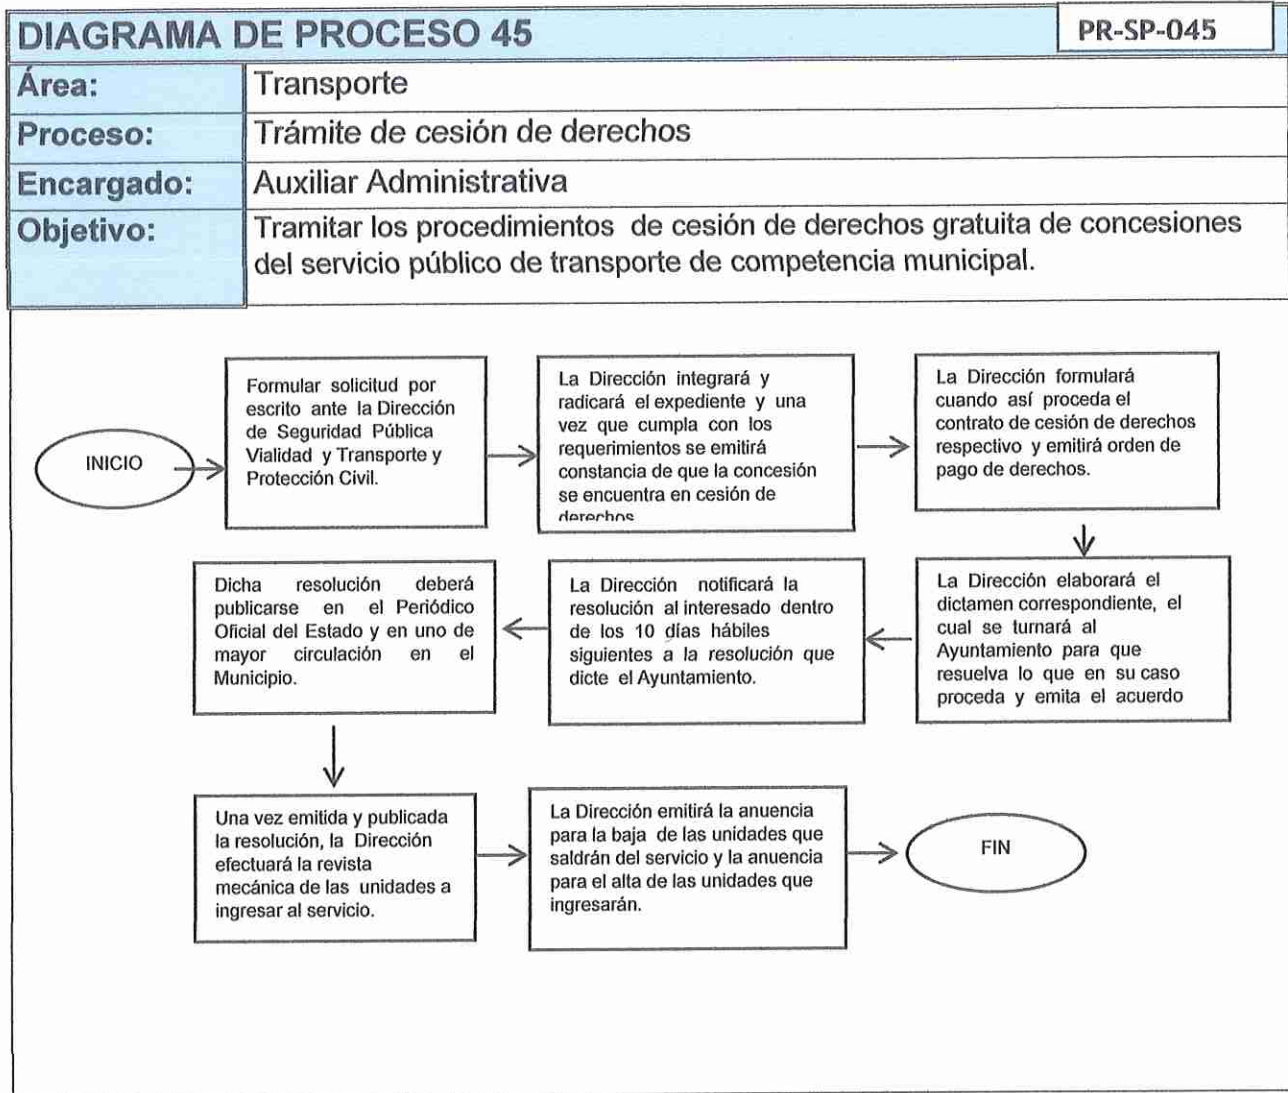 DIAGRAMA DE PROCESO 45
PR-SP-045
Área:
Transporte
Proceso:
Trámite de cesión de derechos
Encargado:
Auxiliar Administrativa
Objetivo:
Tramitar los procedimientos de cesión de derechos gratuita de concesiones
del servicio público de transporte de competencia municipal.
INICIO
Formular solicitud por
escrito ante la Dirección
de Seguridad Pública
Vialidad y Transporte y
Protección Civil.
La Dirección integrará y
radicará el expediente y una
vez que cumpla con los
requerimientos se emitirá
constancia de que la concesión
se encuentra en cesión de
derechos
La Dirección formulará
cuando así proceda el
contrato de cesión de derechos
respectivo y emitirá orden de
pago de derechos.
La Dirección elaborará el
dictamen correspondiente, el
cual se turnará al
Ayuntamiento para que
resuelva lo que en su caso
proceda y emita el acuerdo
La Dirección notificará la
resolución al interesado dentro
de los 10 días hábiles
siguientes a la resolución que
dicte el Ayuntamiento.
Dicha resolución deberá
publicarse en el Periódico
Oficial del Estado y en uno de
mayor circulación en el
Municipio.
Una vez emitida y publicada
la resolución, la Dirección
efectuará la revista
mecánica de las unidades a
ingresar al servicio.
La Dirección emitirá la anuencia
para la baja de las unidades que
saldrán del servicio y la anuencia
para el alta de las unidades que
ingresarán.
FIN